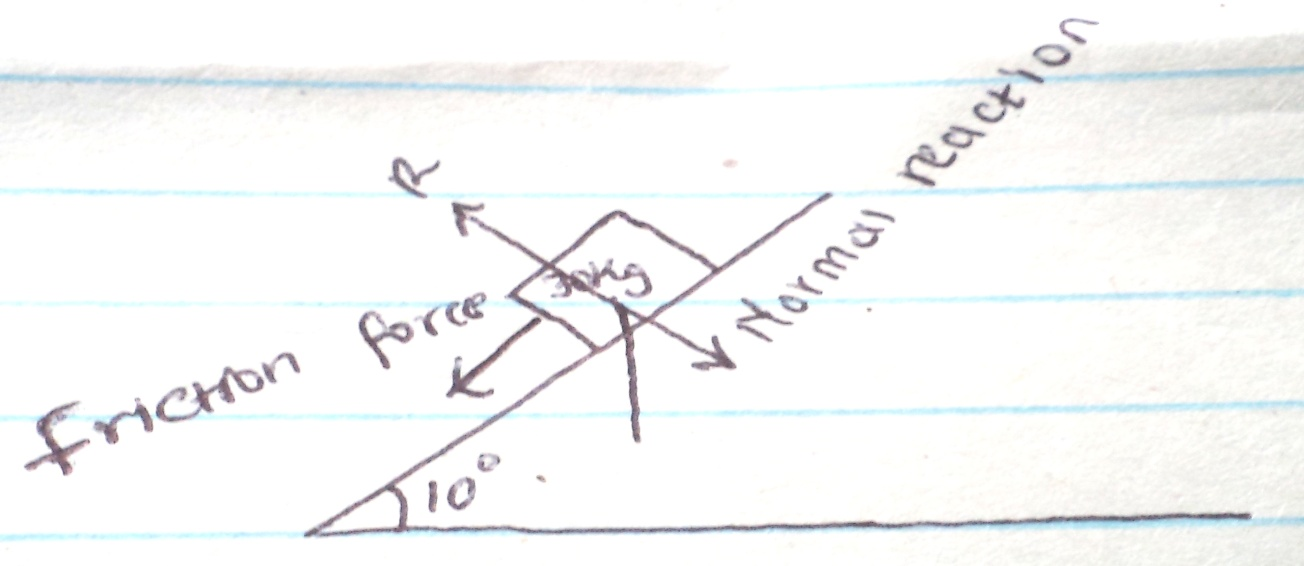 R
Normal reaction
30kg
friction force
10°